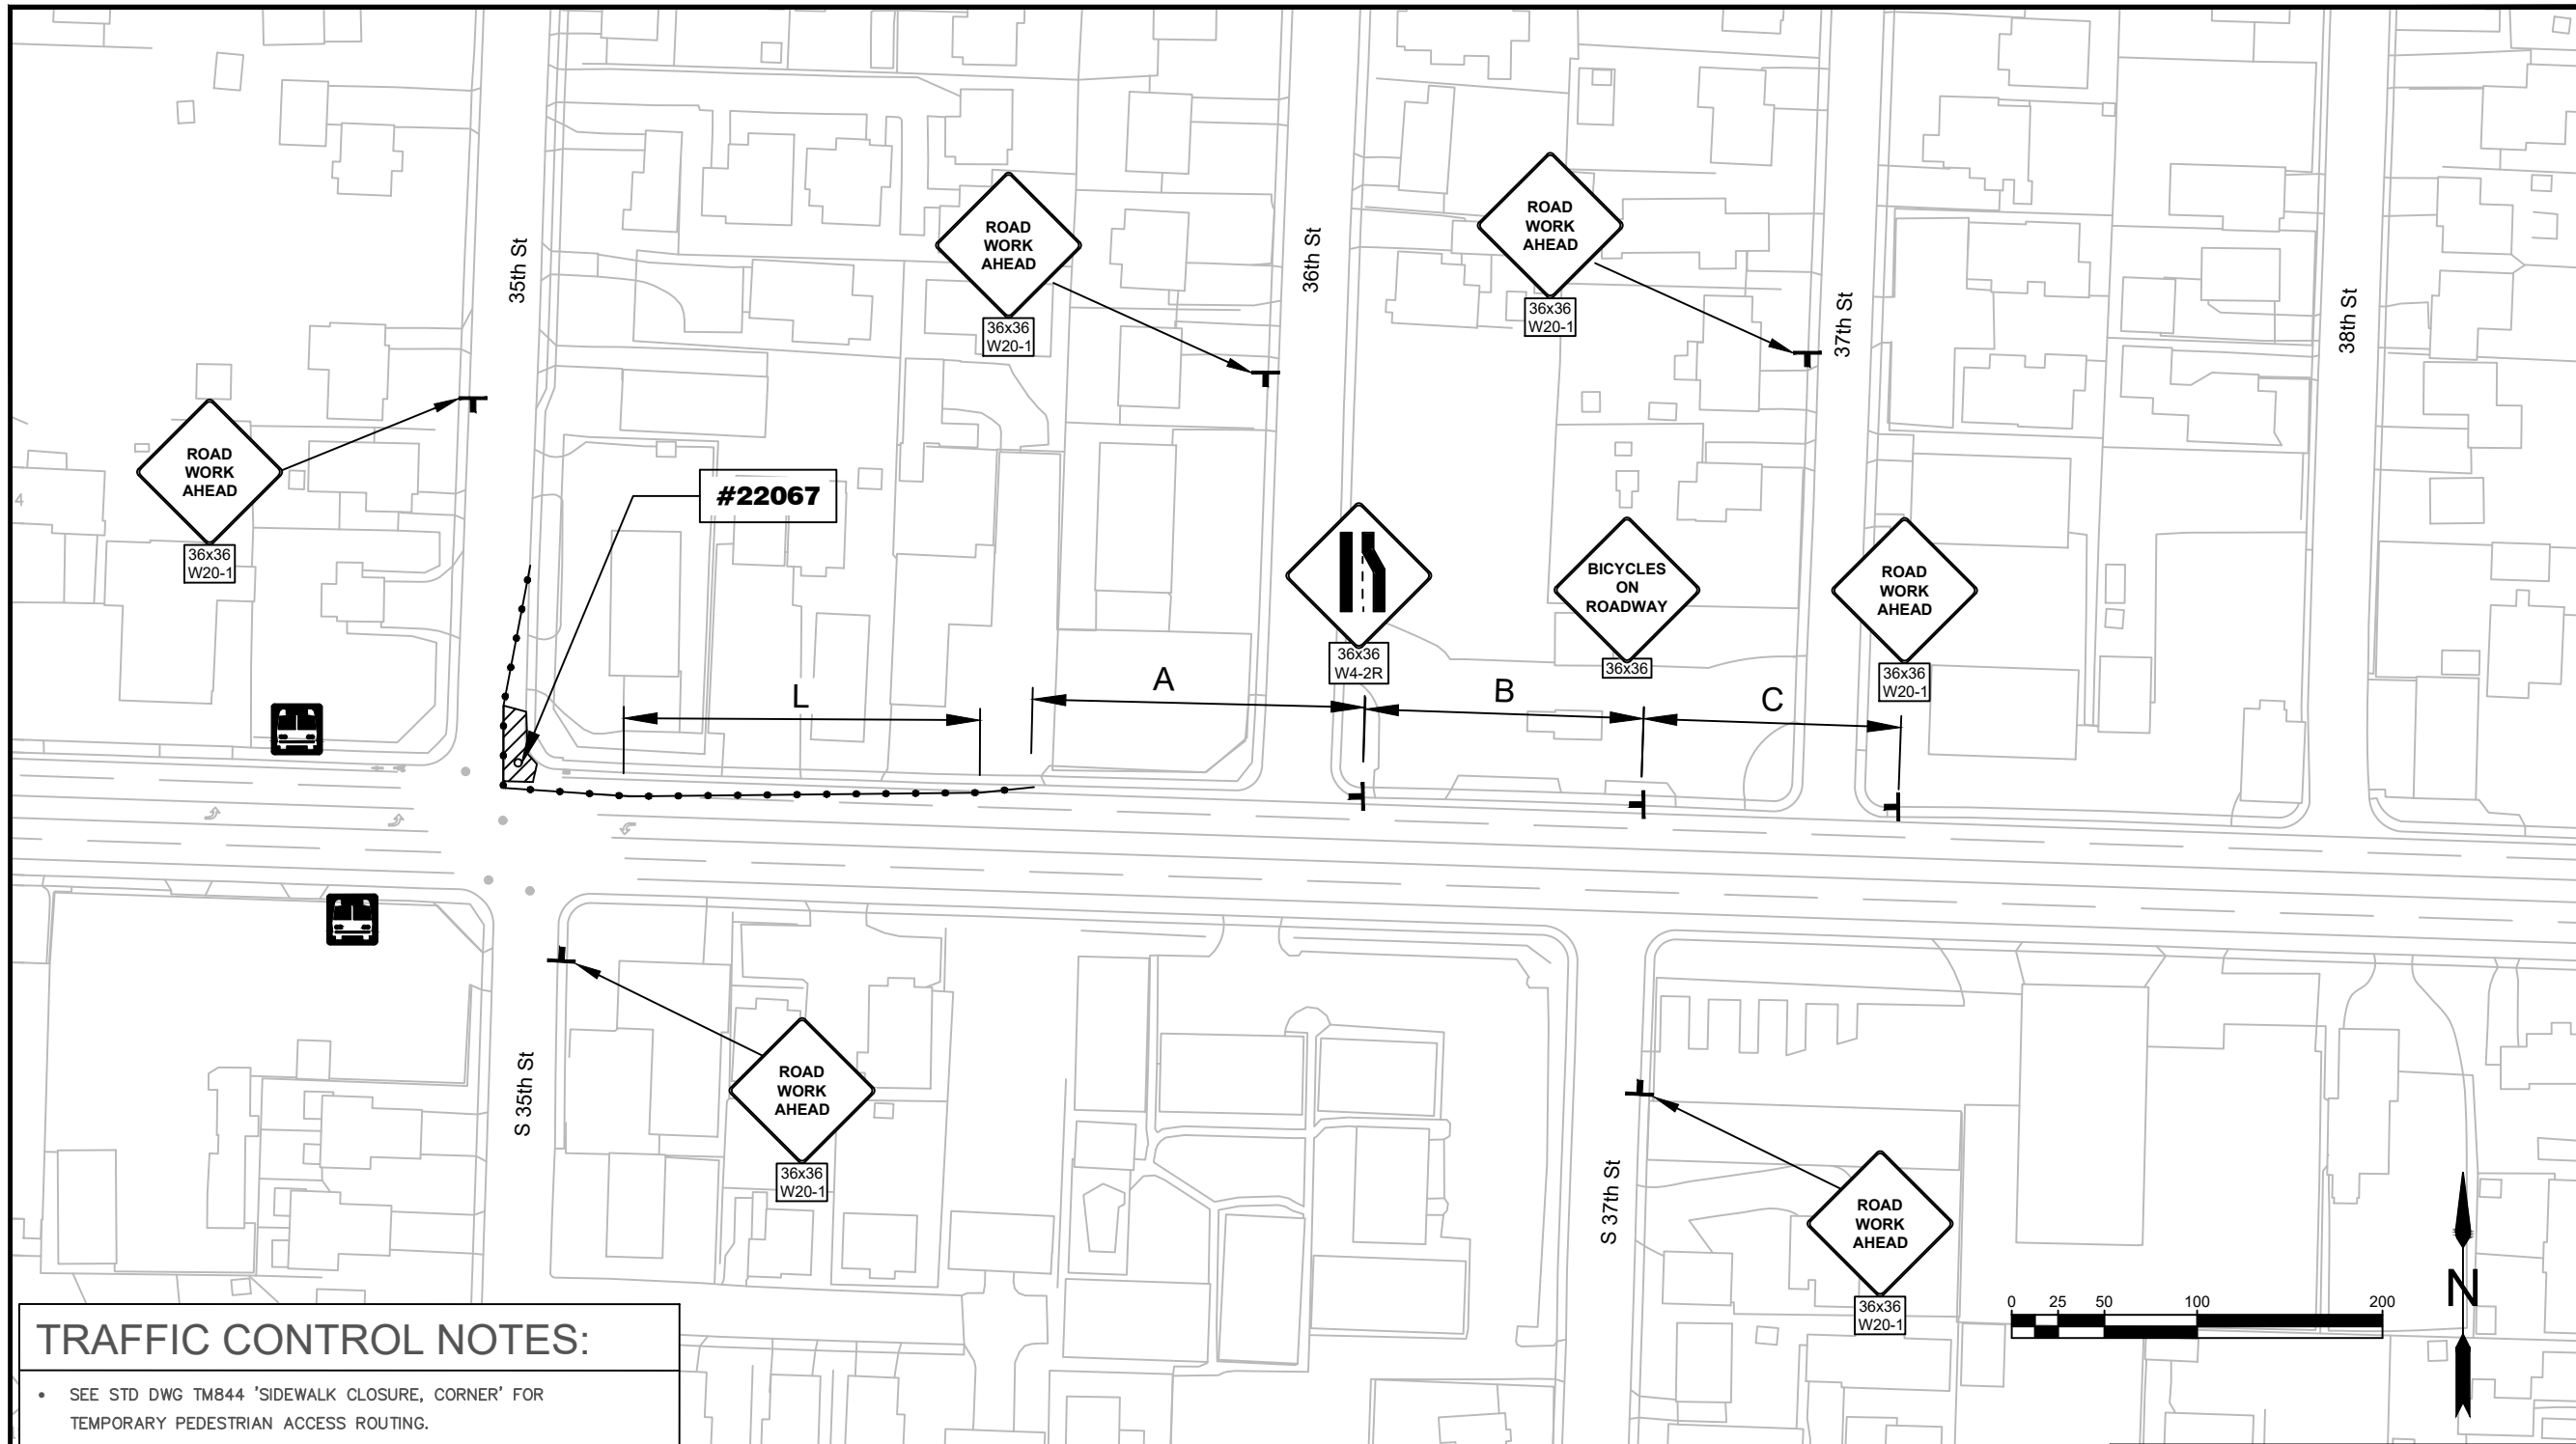 ROAD
WORK
AHEAD
36x36
W20-1
ROAD
WORK
AHEAD
36x36
W20-1
35th St
36th St
37th St
38th St
ROAD
WORK
AHEAD
36x36
W20-1
4
#22067
36x36
W4-2R
BICYCLES
ON
ROADWAY
36x36
ROAD
WORK
AHEAD
36x36
W20-1
L
A
B
C
S 35th St
ROAD
WORK
AHEAD
36x36
W20-1
S 37th St
ROAD
WORK
AHEAD
36x36
W20-1
0 25 50 100 200
N
TRAFFIC CONTROL NOTES:
• SEE STD DWG TM844 'SIDEWALK CLOSURE, CORNER' FOR
TEMPORARY PEDESTRIAN ACCESS ROUTING.